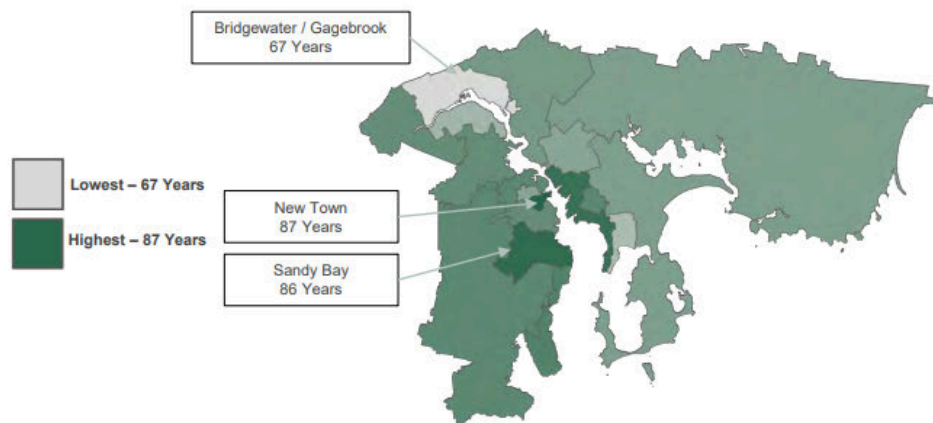 Bridgewater / Gagebrook
67 Years
Lowest – 67 Years
New Town
87 Years
Highest – 87 Years
Sandy Bay
86 Years